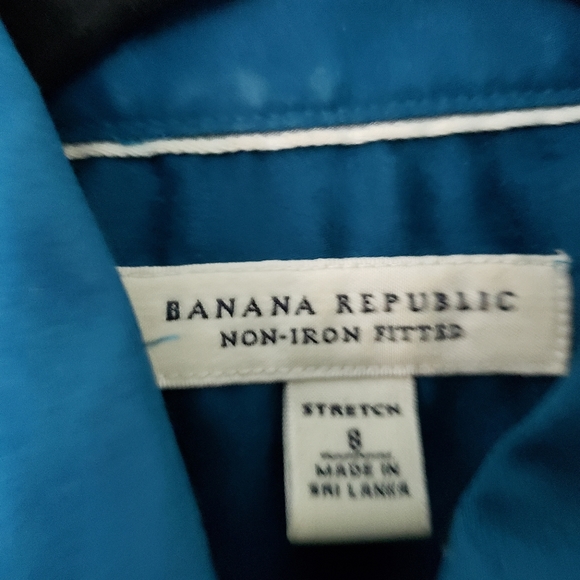 BANANA REPUBLIC
NON-IRON FITTED
STRETCH
8
MADE IN
SRI LANKA